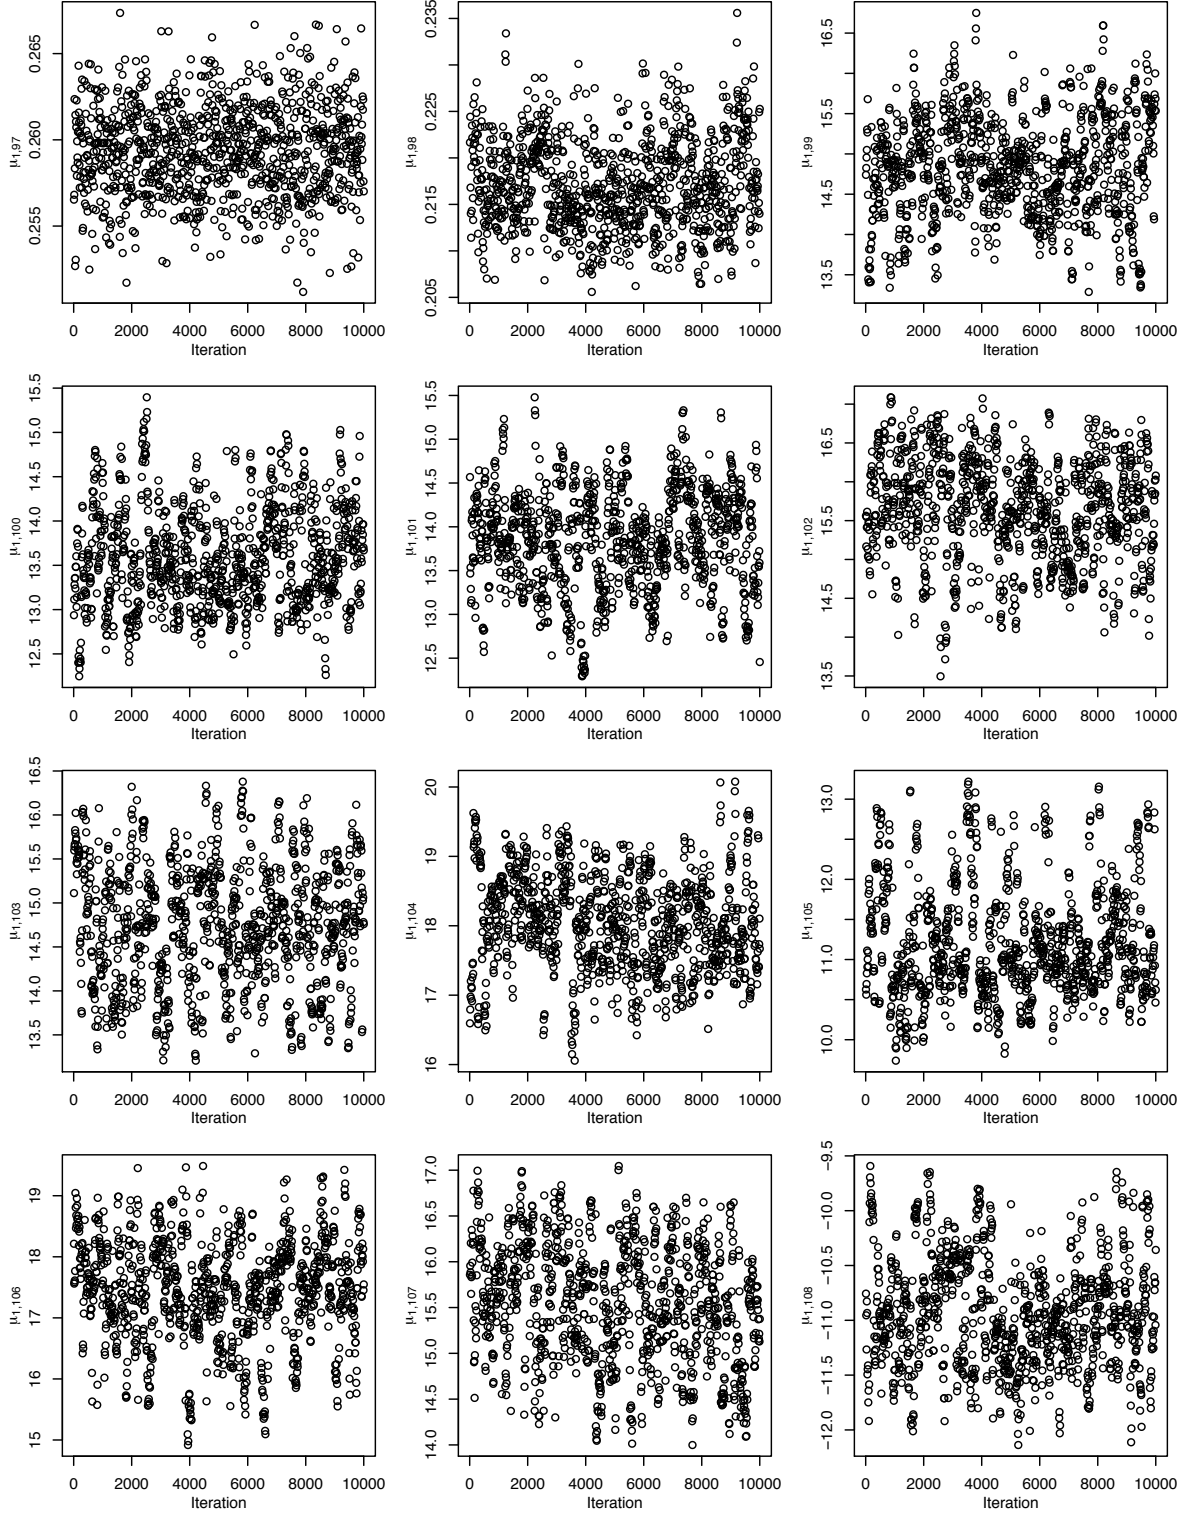 μ1,97
0.255 0.260 0.265
0 2000 4000 6000 8000 10000
Iteration
μ1,98
0.205 0.215 0.225 0.235
0 2000 4000 6000 8000 10000
Iteration
μ1,99
13.5 14.5 15.5 16.5
0 2000 4000 6000 8000 10000
Iteration
μ1,100
12.5 13.0 13.5 14.0 14.5 15.0 15.5
0 2000 4000 6000 8000 10000
Iteration
μ1,101
12.5 13.0 13.5 14.0 14.5 15.0 15.5
0 2000 4000 6000 8000 10000
Iteration
μ1,102
13.5 14.5 15.5 16.5
0 2000 4000 6000 8000 10000
Iteration
μ1,103
13.5 14.0 14.5 15.0 15.5 16.0 16.5
0 2000 4000 6000 8000 10000
Iteration
μ1,104
16 17 18 19 20
0 2000 4000 6000 8000 10000
Iteration
μ1,105
10.0 11.0 12.0 13.0
0 2000 4000 6000 8000 10000
Iteration
μ1,106
15 16 17 18 19
0 2000 4000 6000 8000 10000
Iteration
μ1,107
14.0 14.5 15.0 15.5 16.0 16.5 17.0
0 2000 4000 6000 8000 10000
Iteration
μ1,108
−12.0 −11.5 −11.0 −10.5 −10.0 −9.5
0 2000 4000 6000 8000 10000
Iteration